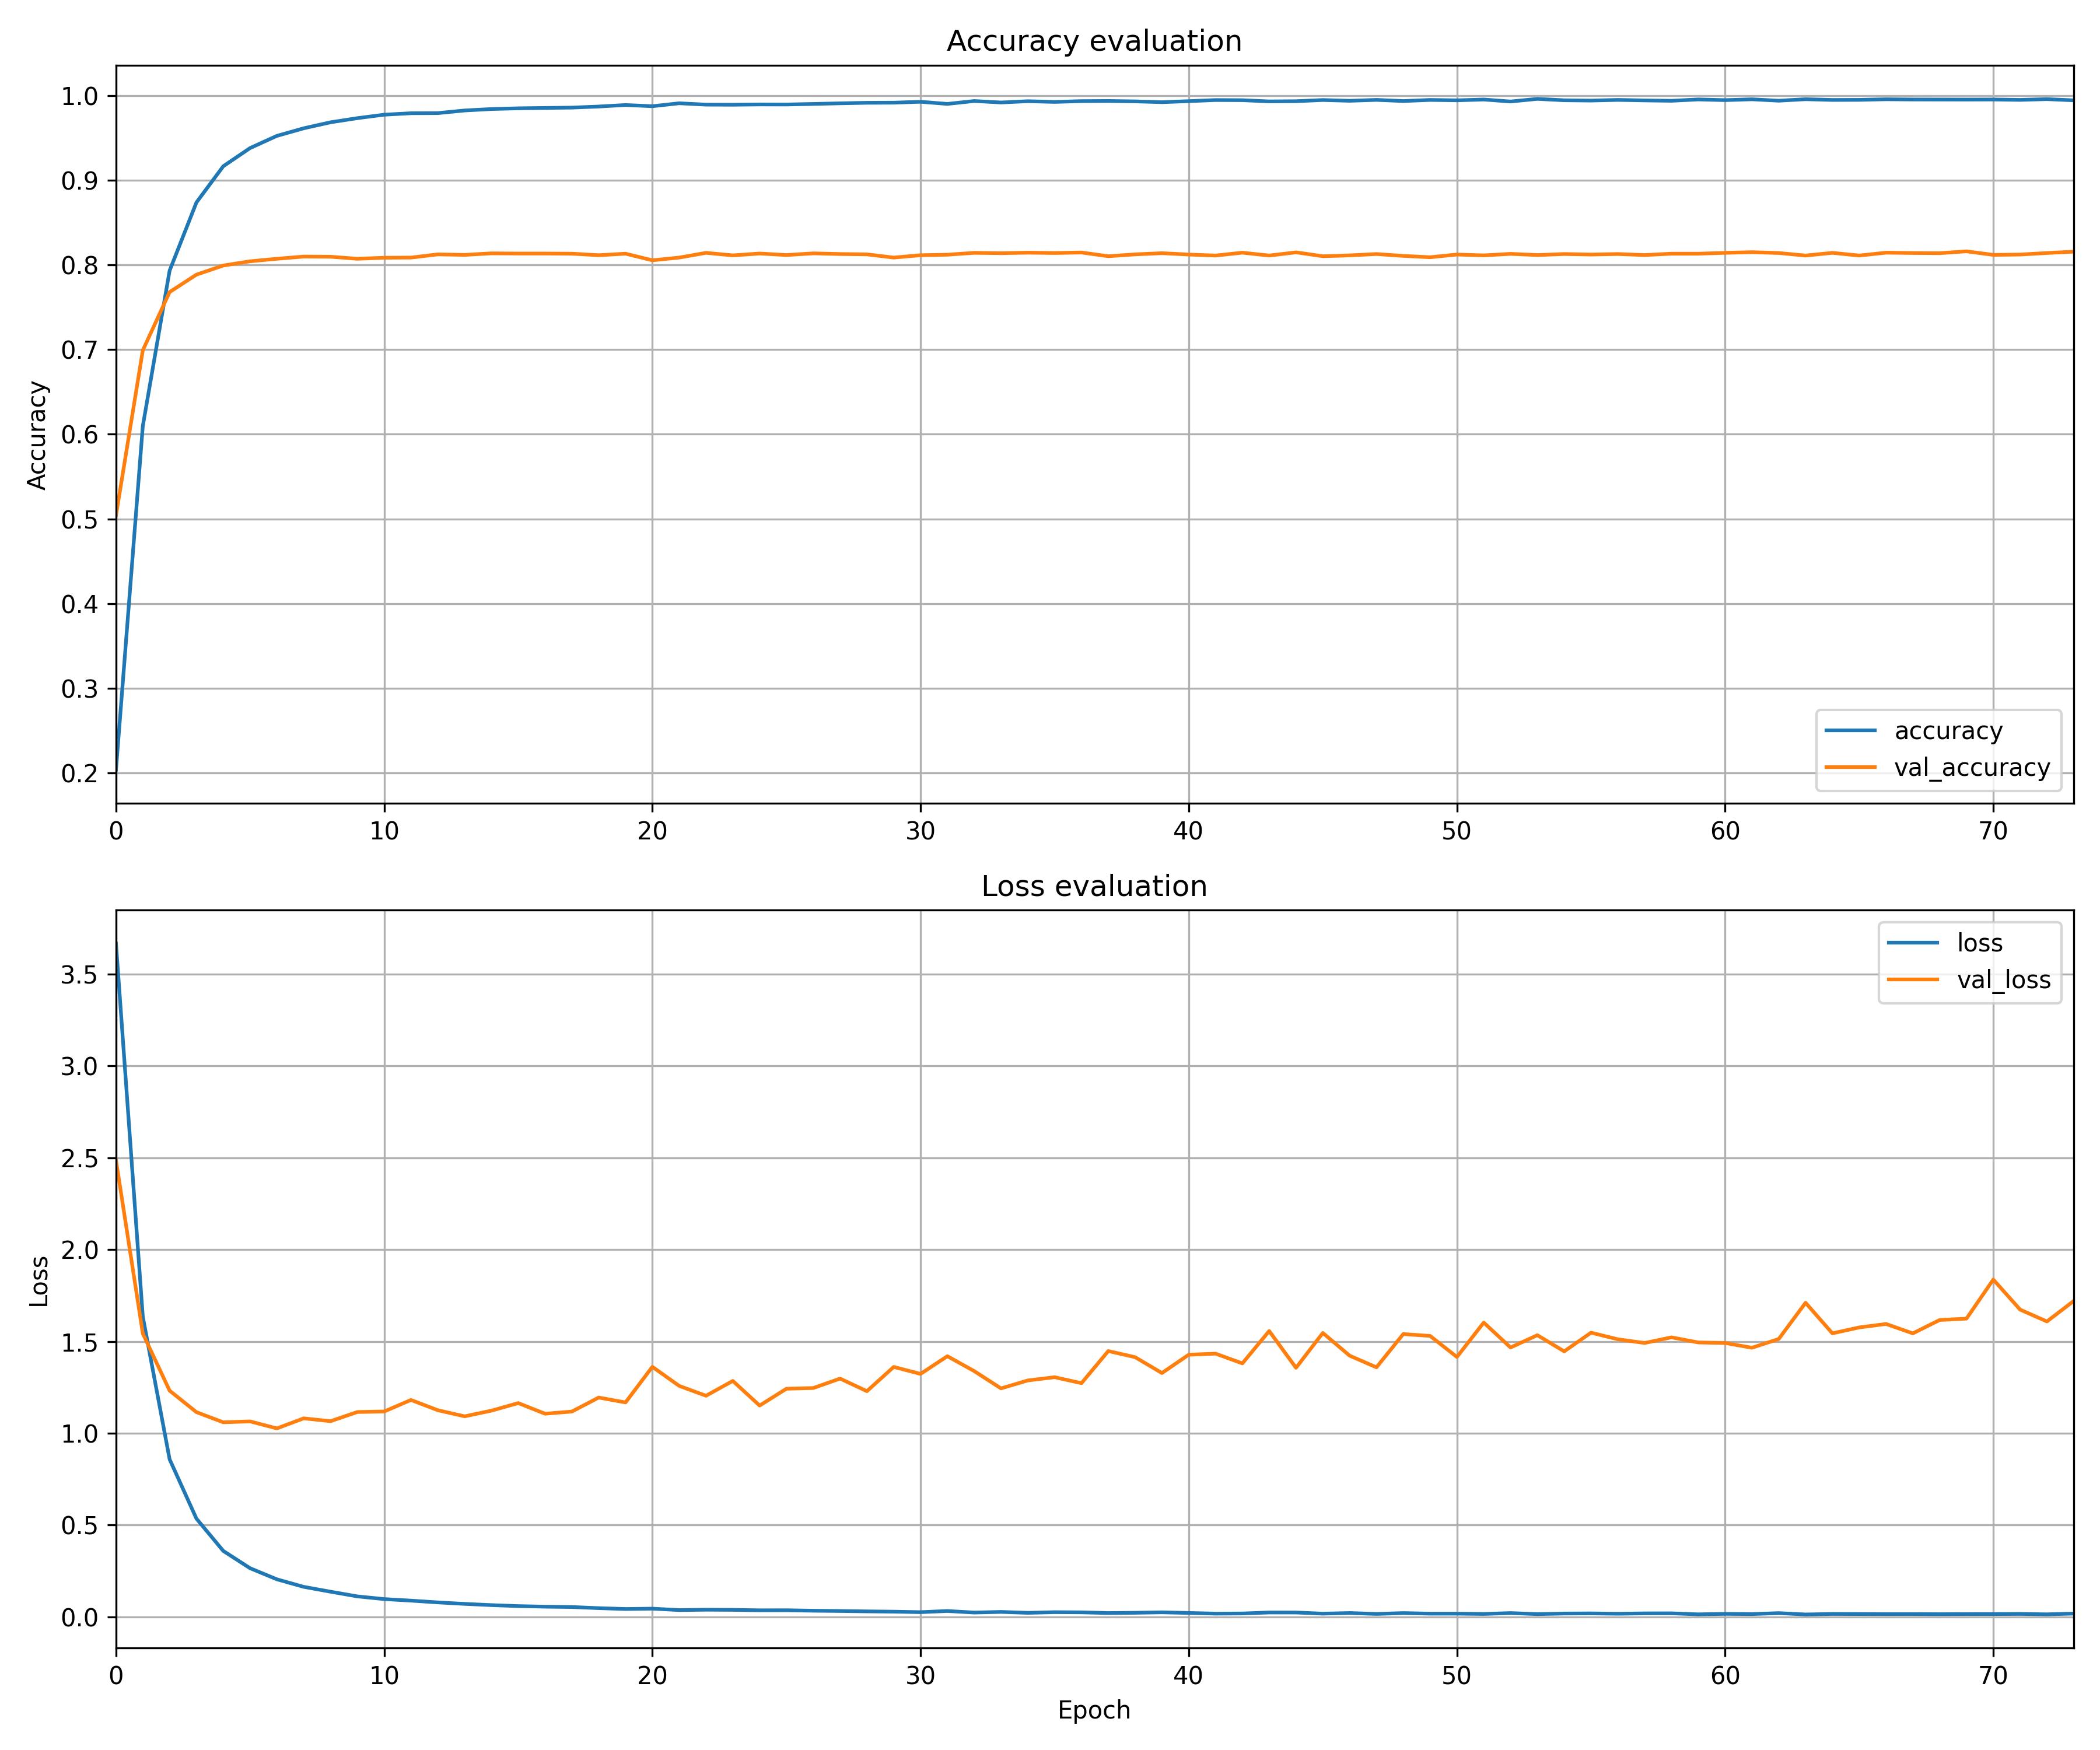 Accuracy evaluation
1.0
0.9
0.8
0.7
0.6
0.5
0.4
0.3
0.2
Accuracy
accuracy
val_accuracy
0 10 20 30 40 50 60 70
Loss evaluation
3.5
3.0
2.5
2.0
1.5
1.0
0.5
0.0
Loss
loss
val_loss
0 10 20 30 40 50 60 70
Epoch